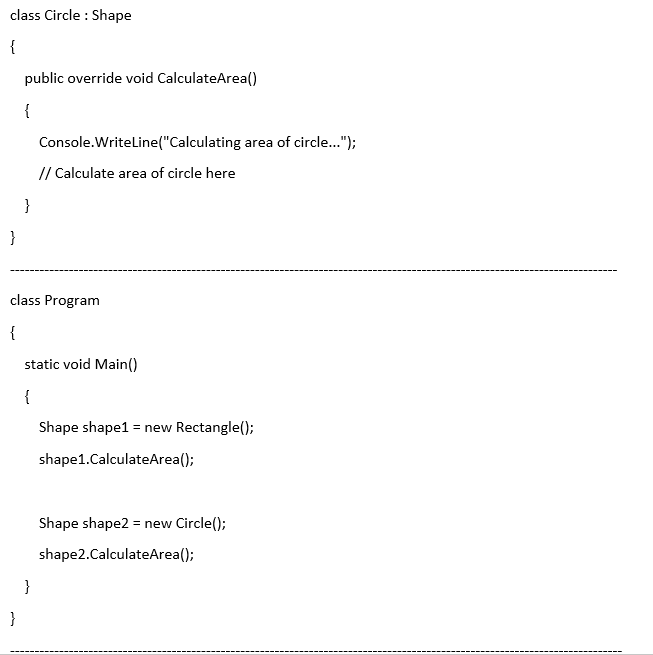 class Circle : Shape
{
public override void CalculateArea()
{
Console.WriteLine("Calculating area of circle...");
// Calculate area of circle here
}
}
--------------------------------------------------------------------------------------------------------------------------
class Program
{
static void Main()
{
Shape shape1 = new Rectangle();
shape1.CalculateArea();
Shape shape2 = new Circle();
shape2.CalculateArea();
}
}
---------------------------------------------------------------------------------------------------------------------------